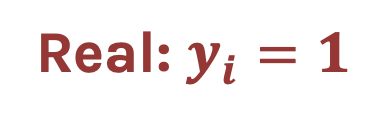 Real: yᵢ = 1